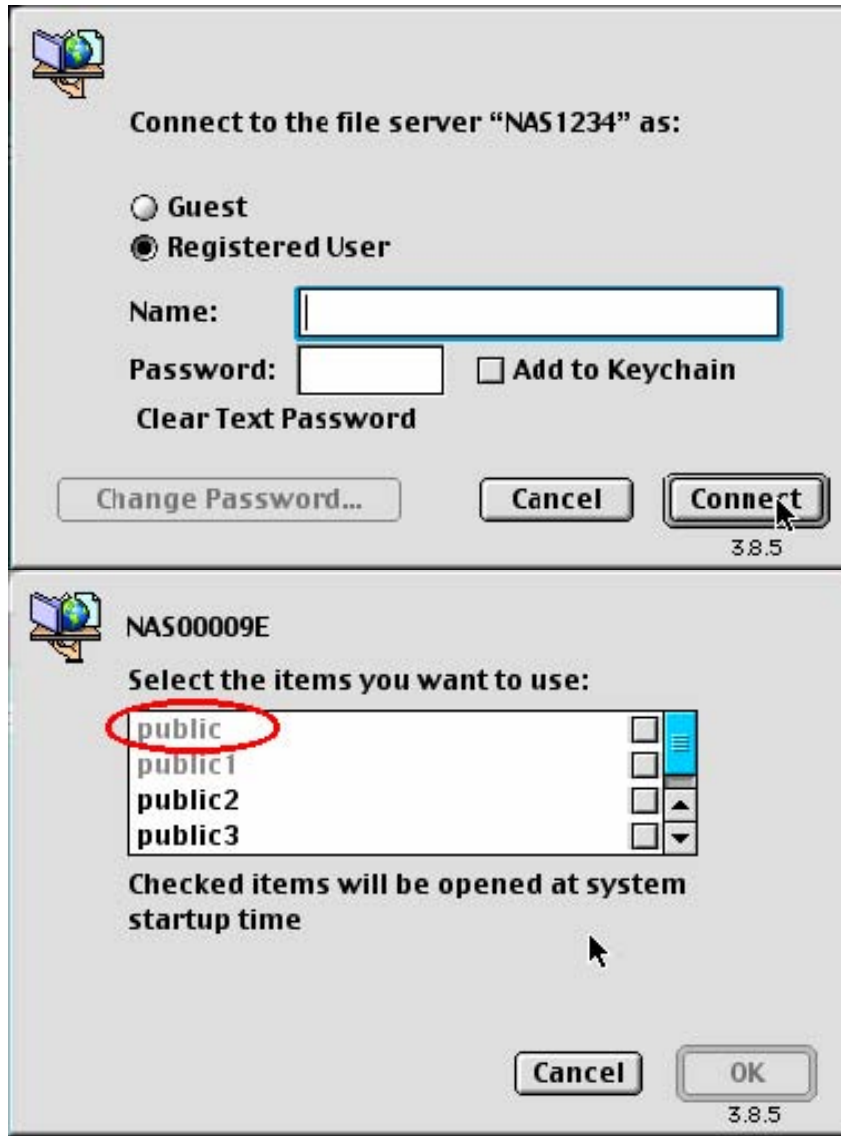 Connect to the file server “NAS1234” as:
Guest
Registered User
Name:
Password:
Add to Keychain
Clear Text Password
Change Password...
Cancel
Connect
3.8.5
NAS00009E
Select the items you want to use:
public
public1
public2
public3
Checked items will be opened at system
startup time
Cancel
OK
3.8.5